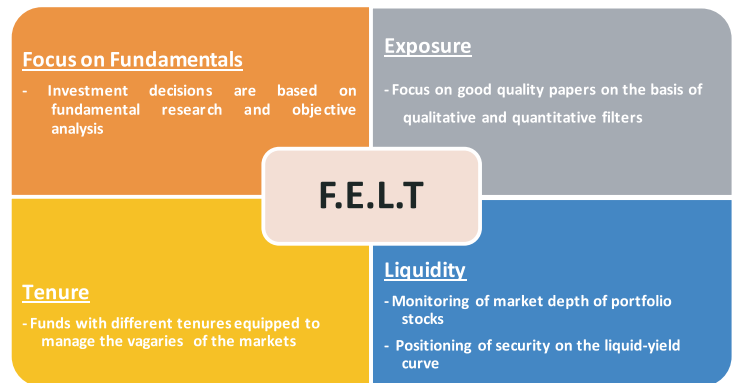 Focus on Fundamentals
- Investment decisions are based on
fundamental research and objective
analysis
Exposure
- Focus on good quality papers on the basis of
qualitative and quantitative filters
F.E.L.T
Tenure
- Funds with different tenures equipped to
manage the vagaries of the markets
Liquidity
- Monitoring of market depth of portfolio
stocks
- Positioning of security on the liquid-yield
curve